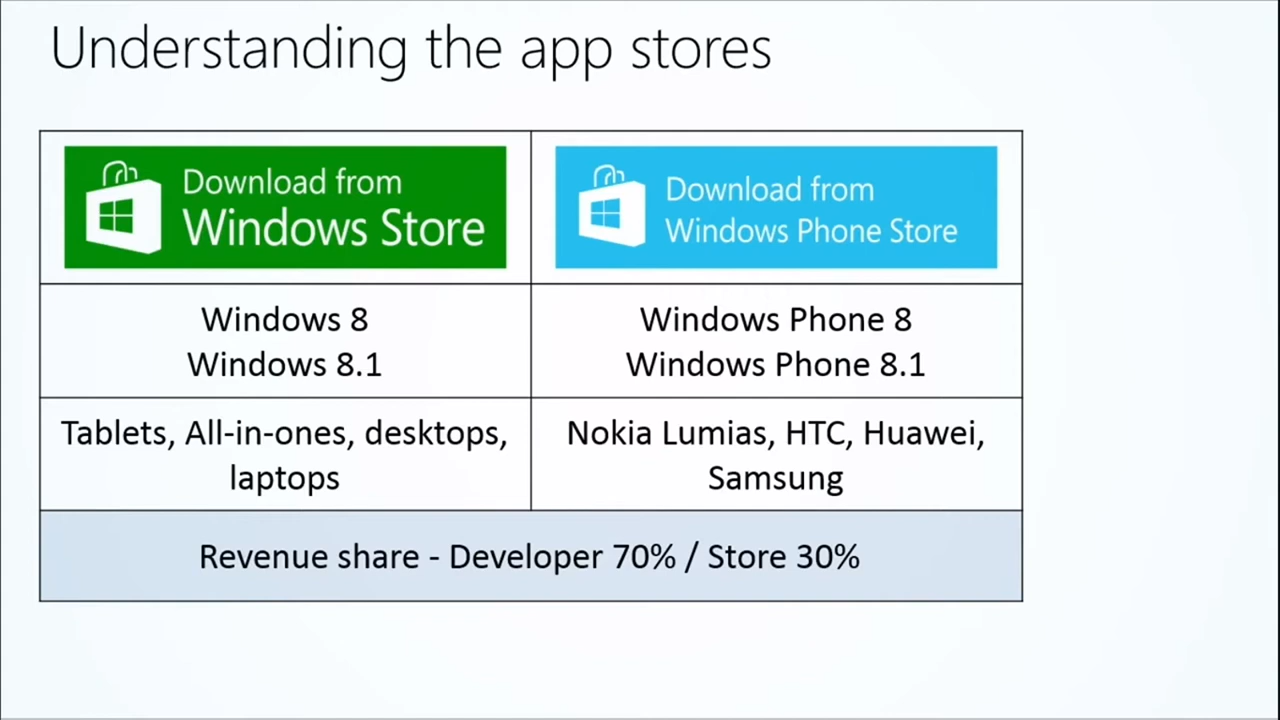 Understanding the app stores
Download from
Windows Store
Download from
Windows Phone Store
Windows 8
Windows 8.1
Windows Phone 8
Windows Phone 8.1
Tablets, All-in-ones, desktops,
laptops
Nokia Lumias, HTC, Huawei,
Samsung
Revenue share - Developer 70% / Store 30%